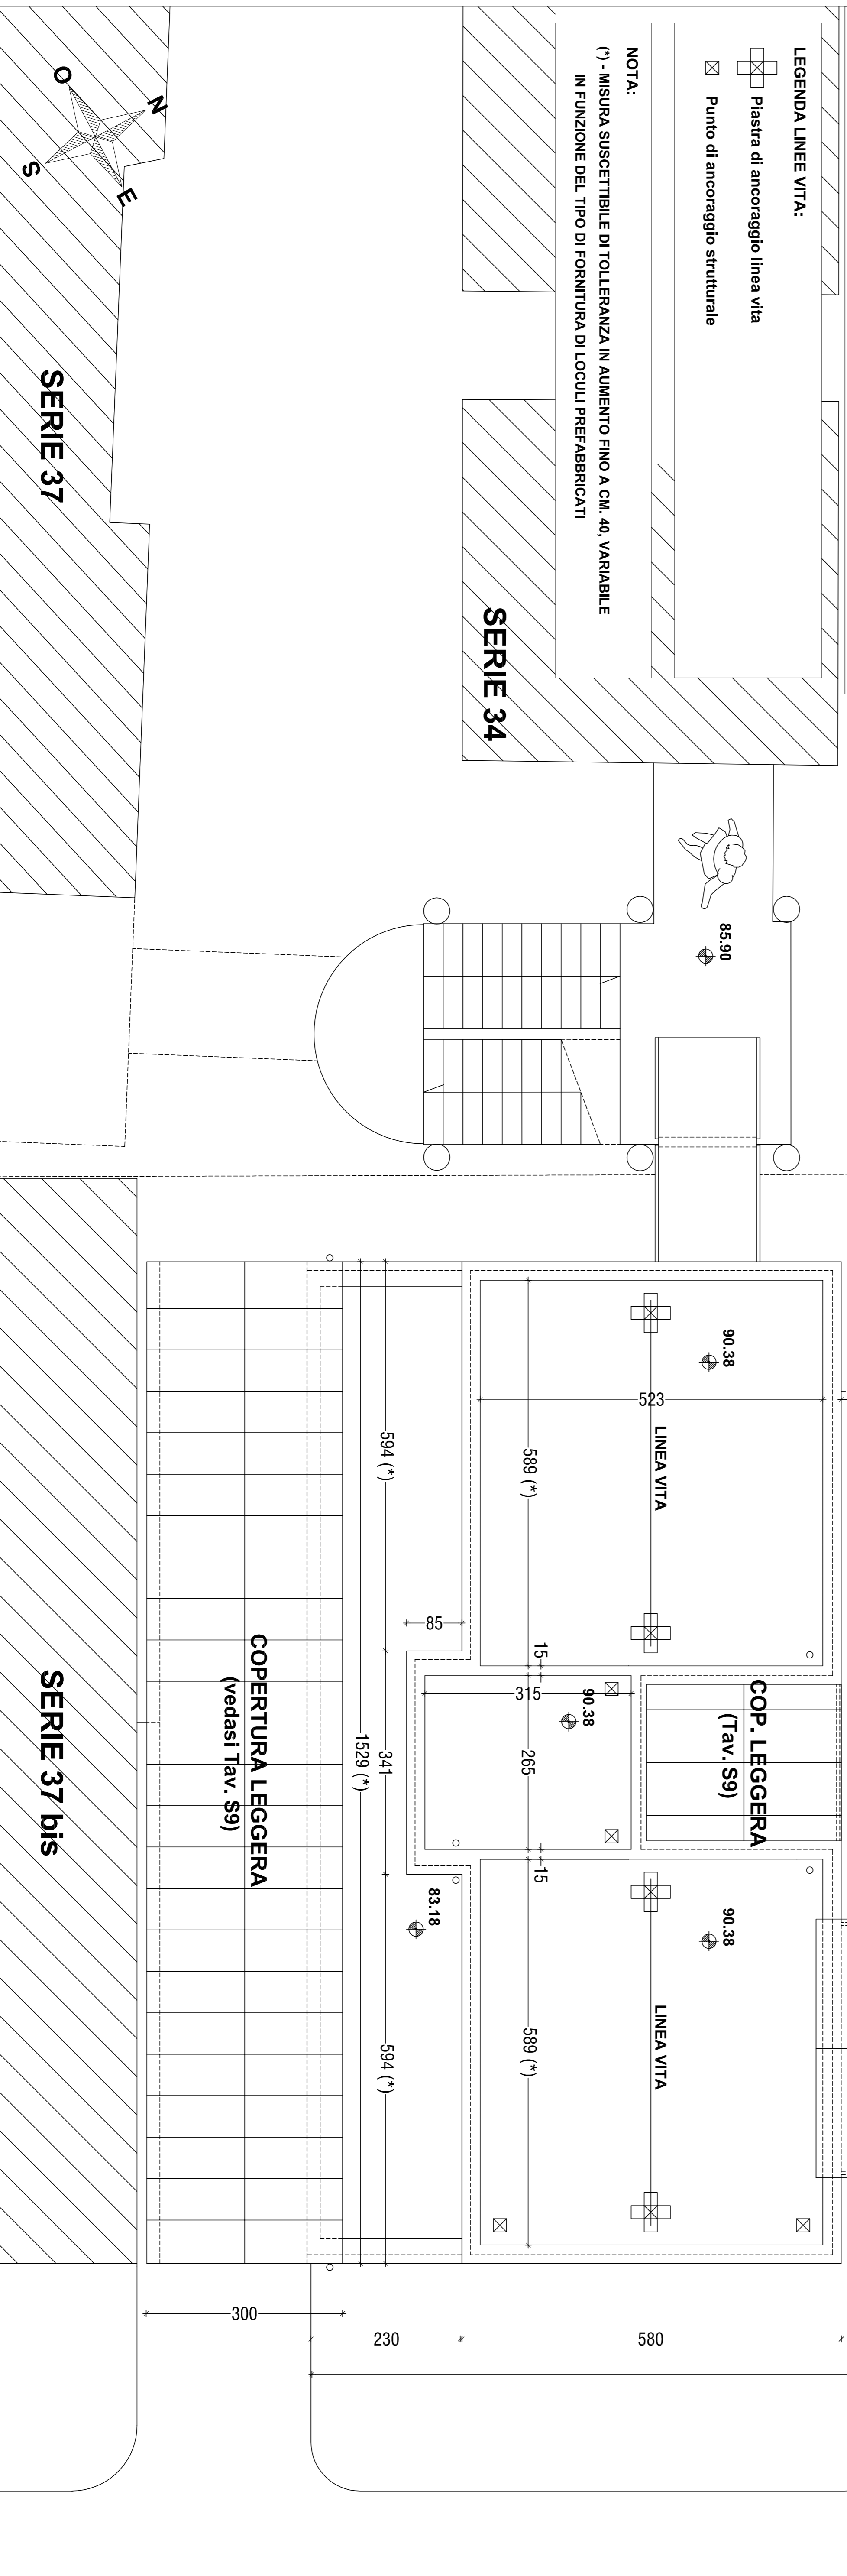 LEGENDA LINEE VITA:
Piastra di ancoraggio linea vita
Punto di ancoraggio strutturale
NOTA:
(*) - MISURA SUSCETTIBILE DI TOLLERANZA IN AUMENTO FINO A CM. 40, VARIABILE
IN FUNZIONE DEL TIPO DI FORNITURA DI LOCULI PREFABBRICATI
O
N
S
E
SERIE 37
SERIE 34
85.90
90.38
523
LINEA VITA
589 (*)
594 (*)
85
15
315
90.38
265
COP. LEGGERA
(Tav. S9)
341
1529 (*)
15
COPERTURA LEGGERA
(vedasi Tav. S9)
SERIE 37 bis
83.18
90.38
LINEA VITA
589 (*)
594 (*)
300
230
580